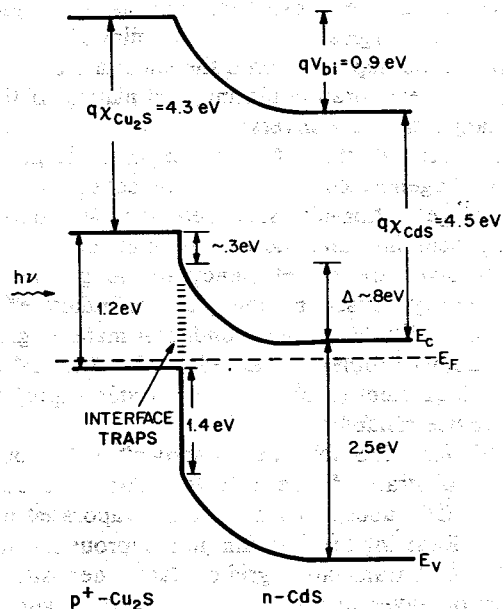 qV_bi = 0.9 eV
qχ_Cu₂S = 4.3 eV
qχ_CdS = 4.5 eV
~.3eV
hν
1.2eV
Δ ~.8eV
E_C
E_F
INTERFACE
TRAPS
1.4 eV
2.5eV
E_V
p⁺-Cu₂S
n-CdS